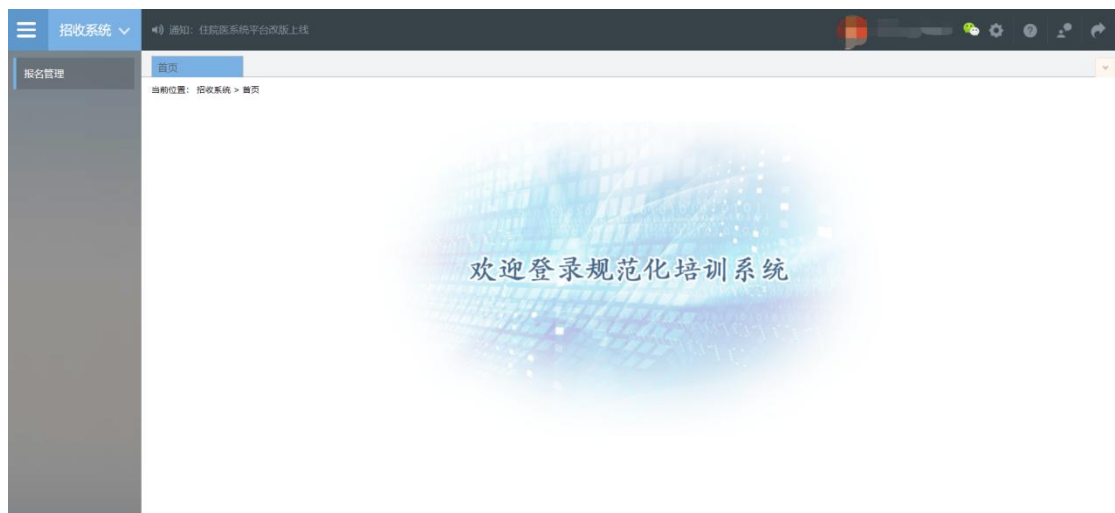 招收系统
通知：住院医系统平台改版上线
报名管理
首页
当前位置： 招收系统 > 首页
欢迎登录规范化培训系统